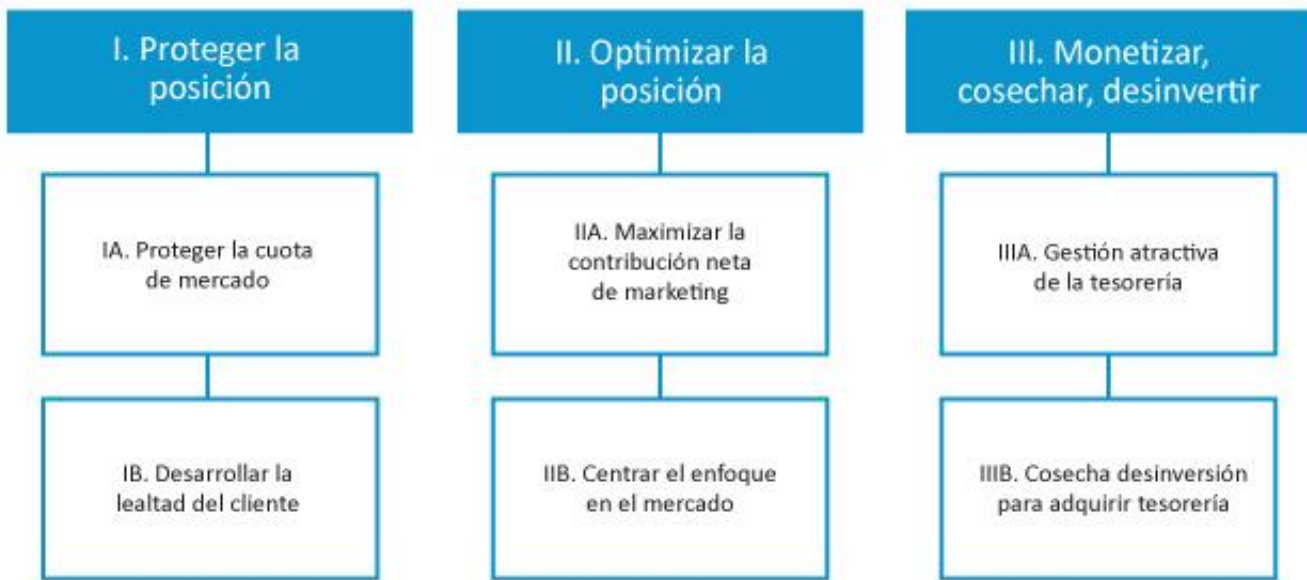 I. Proteger la
posición
IA. Proteger la cuota
de mercado
IB. Desarrollar la
lealtad del cliente
II. Optimizar la
posición
IIA. Maximizar la
contribución neta
de marketing
IIB. Centrar el enfoque
en el mercado
III. Monetizar,
cosechar, desinvertir
IIIA. Gestión atractiva
de la tesorería
IIIB. Cosecha desinversión
para adquirir tesorería